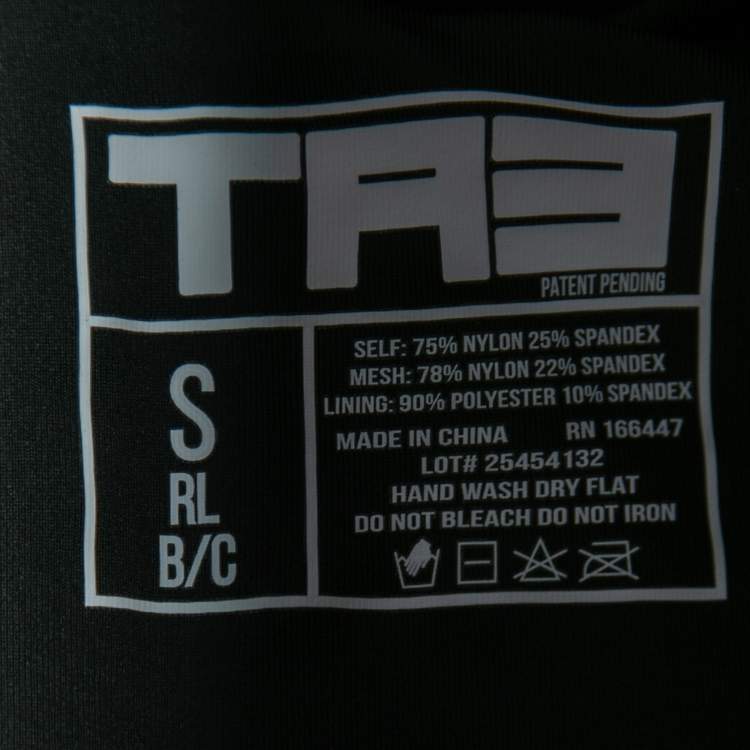 TA3
PATENT PENDING
S
RL
B/C
SELF: 75% NYLON 25% SPANDEX
MESH: 78% NYLON 22% SPANDEX
LINING: 90% POLYESTER 10% SPANDEX
MADE IN CHINA RN 166447
LOT# 25454132
HAND WASH DRY FLAT
DO NOT BLEACH DO NOT IRON